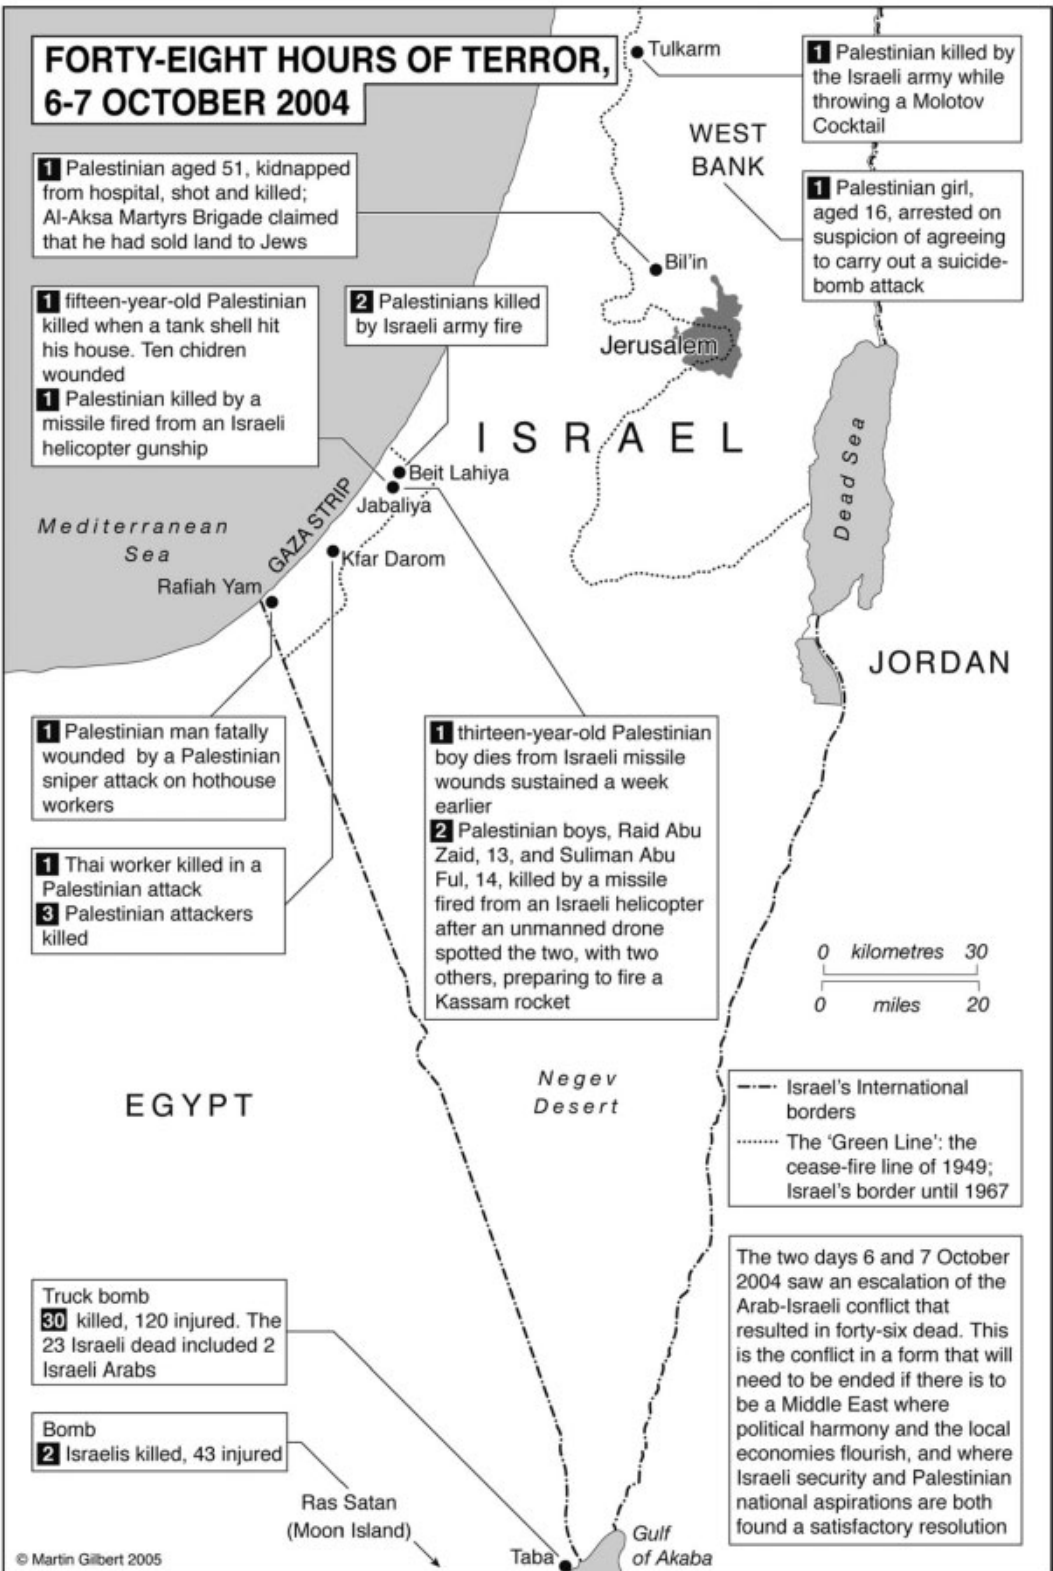 FORTY-EIGHT HOURS OF TERROR,
6-7 OCTOBER 2004
Tulkarm
1 Palestinian killed by
the Israeli army while
throwing a Molotov
Cocktail
WEST
BANK
1 Palestinian aged 51, kidnapped
from hospital, shot and killed;
Al-Aksa Martyrs Brigade claimed
that he had sold land to Jews
1 Palestinian girl,
aged 16, arrested on
suspicion of agreeing
to carry out a suicide-
bomb attack
Bil'in
1 fifteen-year-old Palestinian
killed when a tank shell hit
his house. Ten chidren
wounded
1 Palestinian killed by a
missile fired from an Israeli
helicopter gunship
2 Palestinians killed
by Israeli army fire
Jerusalem
ISRAEL
Dead Sea
Beit Lahiya
Jabaliya
GAZA STRIP
Mediterranean
Sea
Kfar Darom
Rafiah Yam
JORDAN
1 Palestinian man fatally
wounded by a Palestinian
sniper attack on hothouse
workers
1 thirteen-year-old Palestinian
boy dies from Israeli missile
wounds sustained a week
earlier
2 Palestinian boys, Raid Abu
Zaid, 13, and Suliman Abu
Ful, 14, killed by a missile
fired from an Israeli helicopter
after an unmanned drone
spotted the two, with two
others, preparing to fire a
Kassam rocket
1 Thai worker killed in a
Palestinian attack
3 Palestinian attackers
killed
0 kilometres 30
0 miles 20
Negev
Desert
EGYPT
Israel's International
borders
The 'Green Line': the
cease-fire line of 1949;
Israel's border until 1967
The two days 6 and 7 October
2004 saw an escalation of the
Arab-Israeli conflict that
resulted in forty-six dead. This
is the conflict in a form that will
need to be ended if there is to
be a Middle East where
political harmony and the local
economies flourish, and where
Israeli security and Palestinian
national aspirations are both
found a satisfactory resolution
Truck bomb
30 killed, 120 injured. The
23 Israeli dead included 2
Israeli Arabs
Bomb
2 Israelis killed, 43 injured
Ras Satan
(Moon Island)
Taba
Gulf
of Akaba
© Martin Gilbert 2005